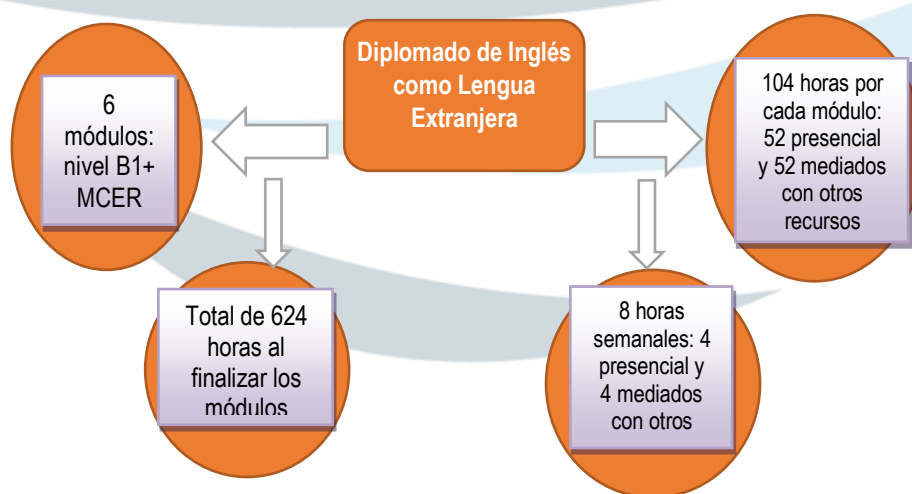 Diplomado de Inglés
como Lengua
Extranjera
6
módulos:
nivel B1+
MCER
104 horas por
cada módulo:
52 presencial
y 52 mediados
con otros
recursos
Total de 624
horas al
finalizar los
módulos
8 horas
semanales: 4
presencial y
4 mediados
con otros